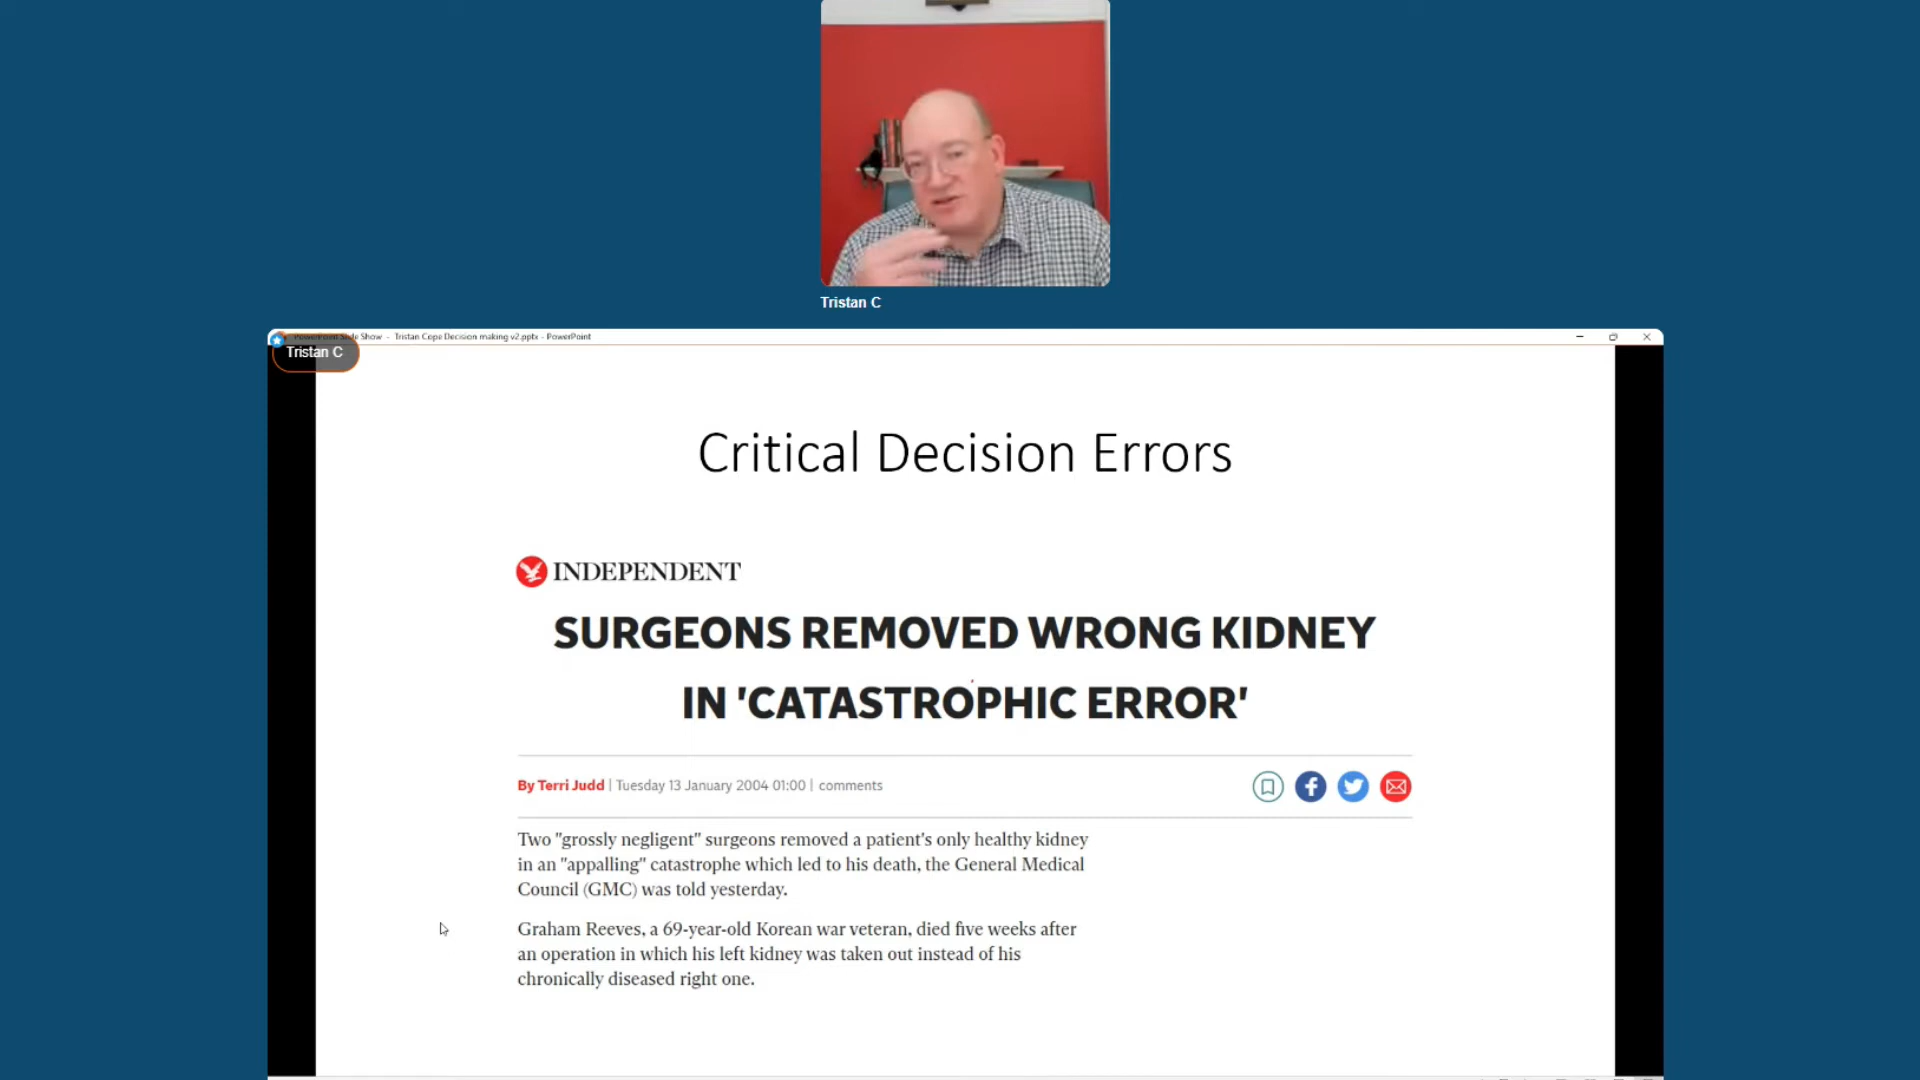 Tristan C
PowerPoint Slide Show - Tristan Cope Decision making v2.pptx - PowerPoint
Tristan C
Critical Decision Errors
INDEPENDENT
SURGEONS REMOVED WRONG KIDNEY
IN 'CATASTROPHIC ERROR'
By Terri Judd | Tuesday 13 January 2004 01:00 | comments
Two "grossly negligent" surgeons removed a patient's only healthy kidney
in an "appalling" catastrophe which led to his death, the General Medical
Council (GMC) was told yesterday.
Graham Reeves, a 69-year-old Korean war veteran, died five weeks after
an operation in which his left kidney was taken out instead of his
chronically diseased right one.